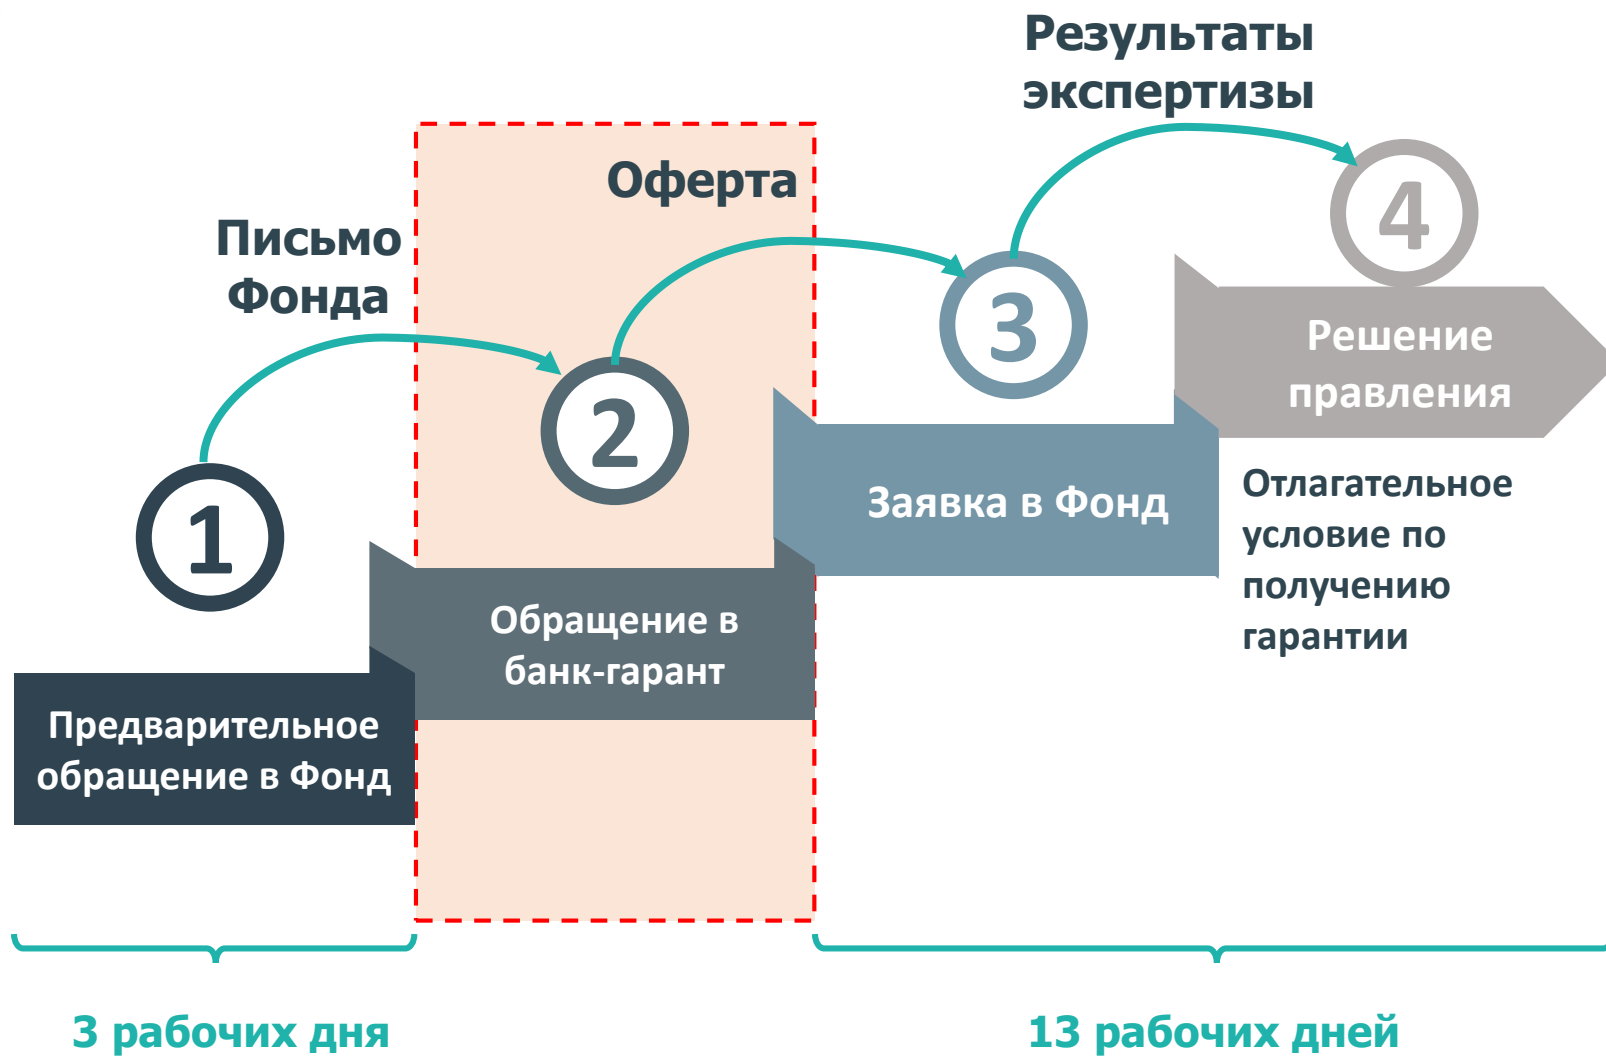 Результаты
экспертизы
Оферта
Письмо
Фонда
1
2
3
4
Предварительное
обращение в Фонд
Обращение в
банк-гарант
Заявка в Фонд
Решение
правления
Отлагательное
условие по
получению
гарантии
3 рабочих дня
13 рабочих дней